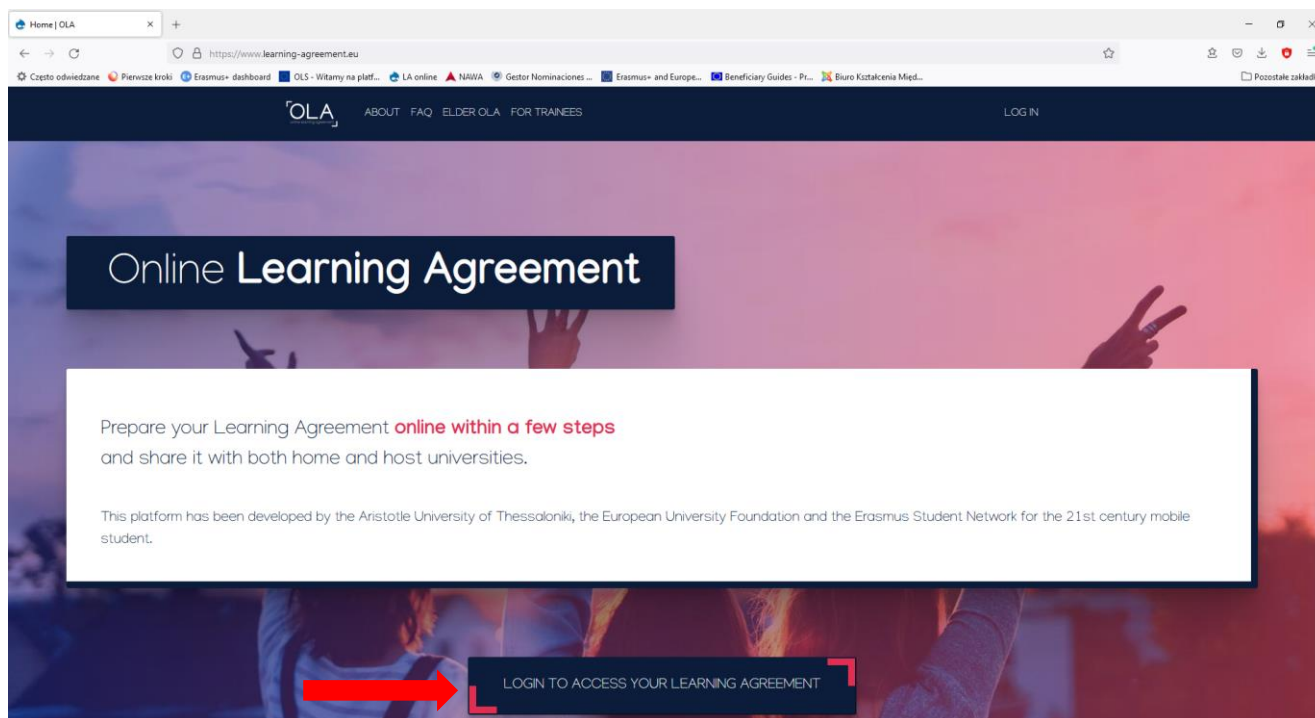 Home | OLA
https://www.learning-agreement.eu
Często odwiedzane Pierwsze kroki Erasmus+ dashboard OLS - Witamy na platf... LA online NAWA Gestor Nominaciones ... Erasmus+ and Europe... Beneficiary Guides - Pr... Biuro Kształcenia Międ... Pozostałe zakładk
OLA ABOUT FAQ ELDER OLA FOR TRAINEES LOG IN
Online Learning Agreement
Prepare your Learning Agreement online within a few steps
and share it with both home and host universities.
This platform has been developed by the Aristotle University of Thessaloniki, the European University Foundation and the Erasmus Student Network for the 21st century mobile
student.
LOGIN TO ACCESS YOUR LEARNING AGREEMENT